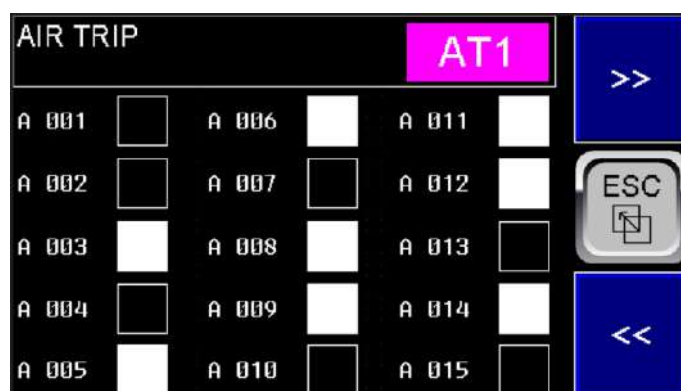 AIR TRIP
AT1
>>
A 001
A 006
A 011
A 002
A 007
A 012
ESC
A 003
A 008
A 013
A 004
A 009
A 014
<<
A 005
A 010
A 015